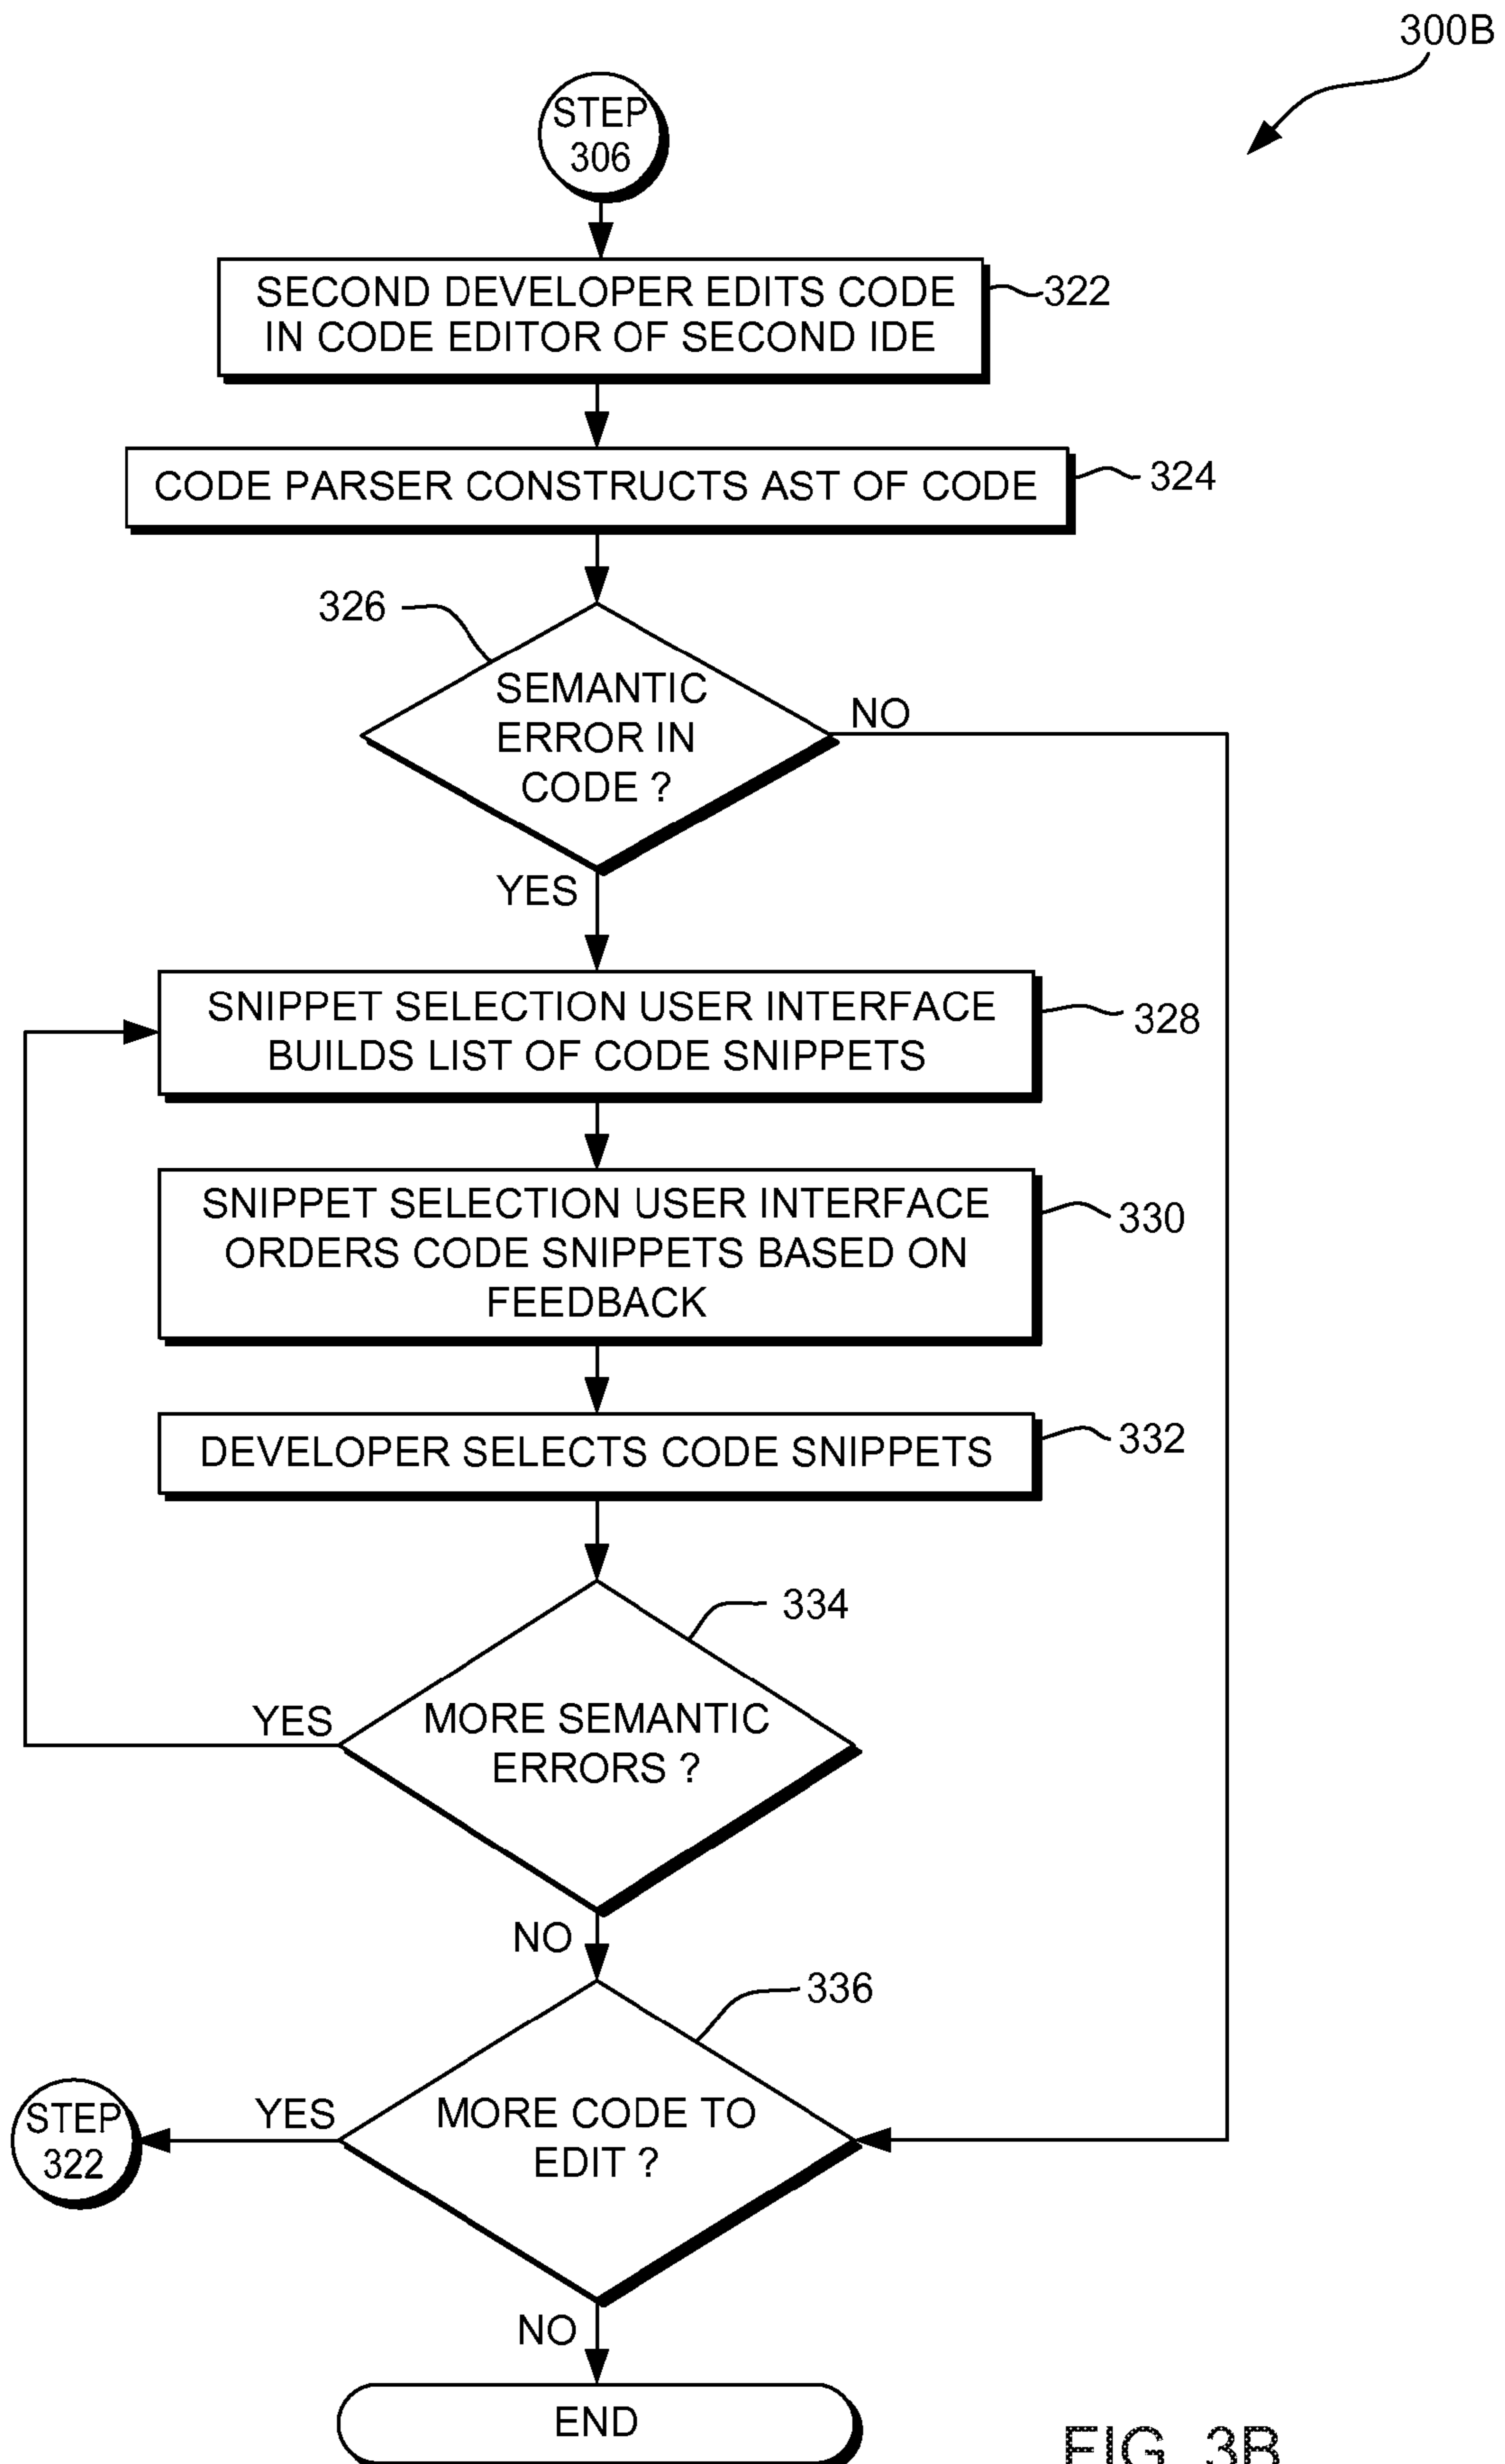 300B
STEP
306
SECOND DEVELOPER EDITS CODE
IN CODE EDITOR OF SECOND IDE
322
CODE PARSER CONSTRUCTS AST OF CODE
324
326
SEMANTIC
ERROR IN
CODE ?
NO
YES
SNIPPET SELECTION USER INTERFACE
BUILDS LIST OF CODE SNIPPETS
328
SNIPPET SELECTION USER INTERFACE
ORDERS CODE SNIPPETS BASED ON
FEEDBACK
330
DEVELOPER SELECTS CODE SNIPPETS
332
334
MORE SEMANTIC
ERRORS ?
YES
NO
336
MORE CODE TO
EDIT ?
YES
STEP
322
NO
END
FIG. 3B